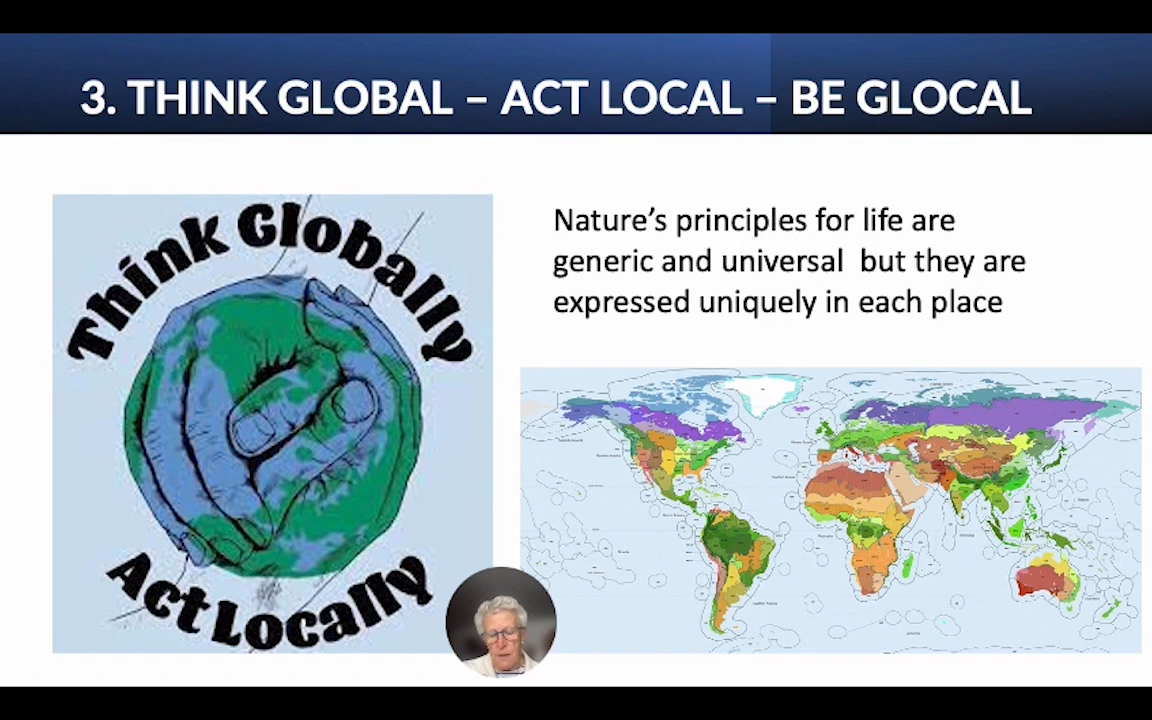 3. THINK GLOBAL – ACT LOCAL – BE GLOCAL
Think Globally
Act Locally
Nature’s principles for life are
generic and universal  but they are
expressed uniquely in each place